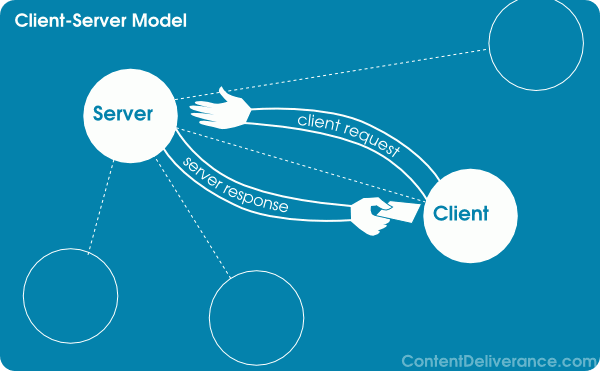 Client-Server Model
Server
client request
server response
Client
ContentDeliverance.com